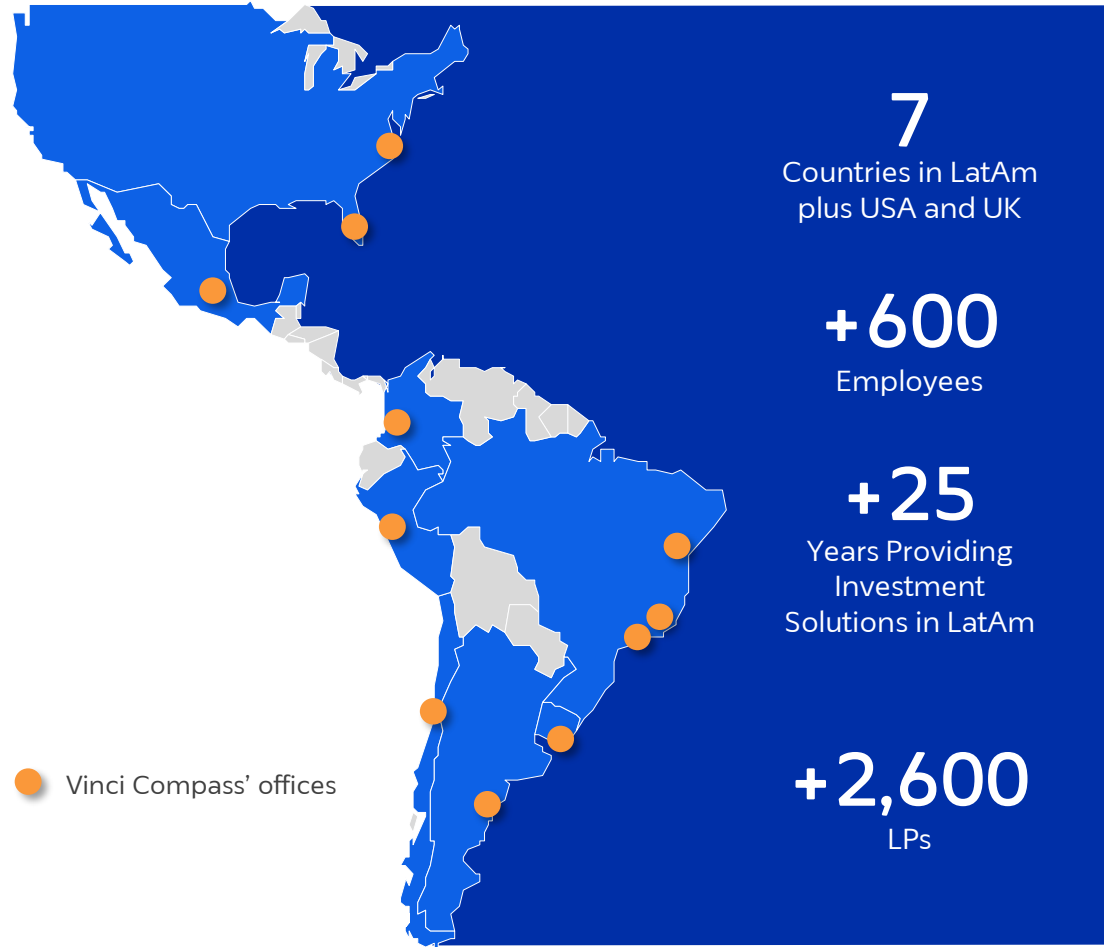 7
Countries in LatAm
plus USA and UK
+600
Employees
+25
Years Providing
Investment
Solutions in LatAm
+2,600
LPs
Vinci Compass’ offices